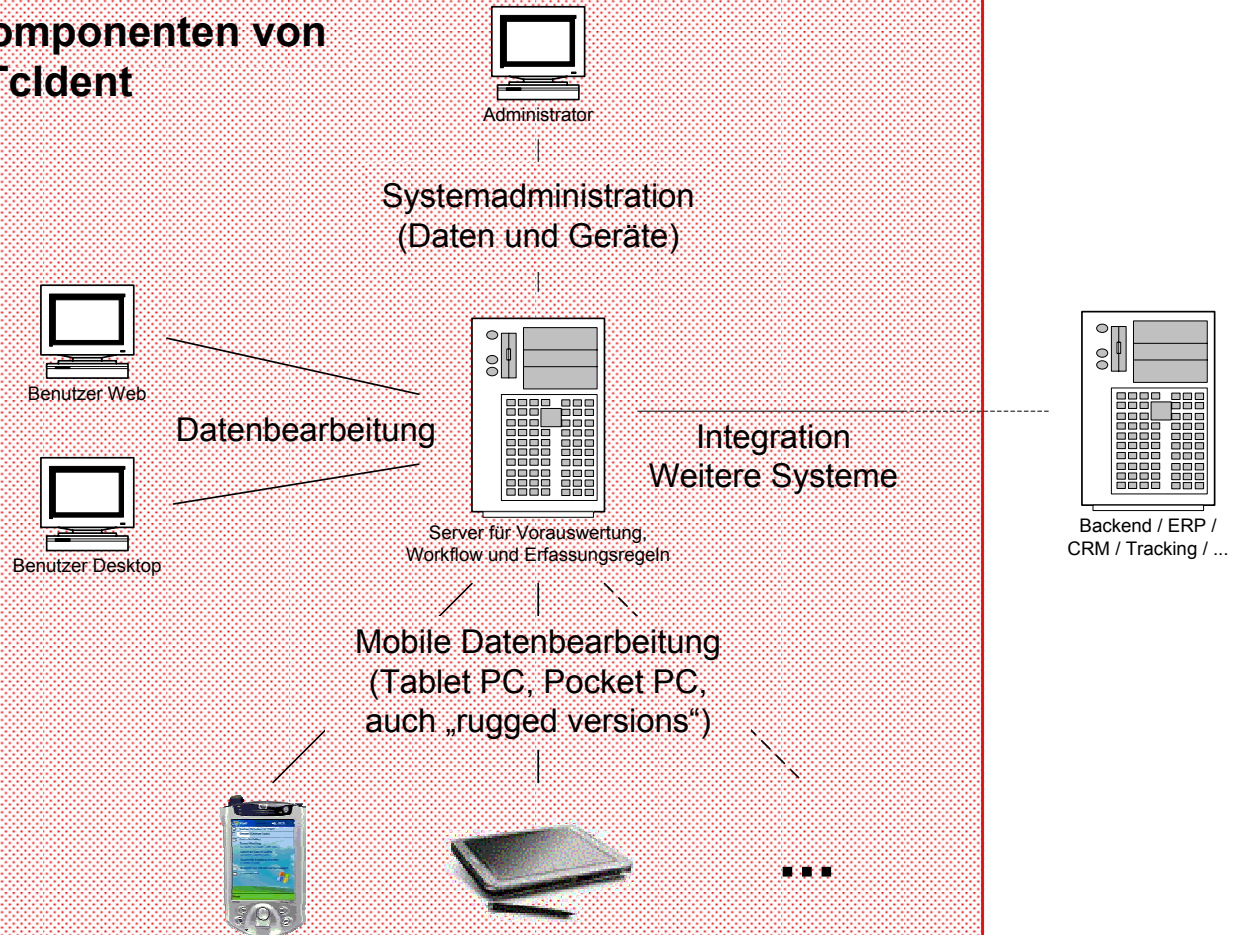 omponenten von
TcIdent
Administrator
Systemadministration
(Daten und Geräte)
Benutzer Web
Datenbearbeitung
Benutzer Desktop
Server für Vorauswertung,
Workflow und Erfassungsregeln
Integration
Weitere Systeme
Backend / ERP /
CRM / Tracking / ...
Mobile Datenbearbeitung
(Tablet PC, Pocket PC,
auch „rugged versions“)
...